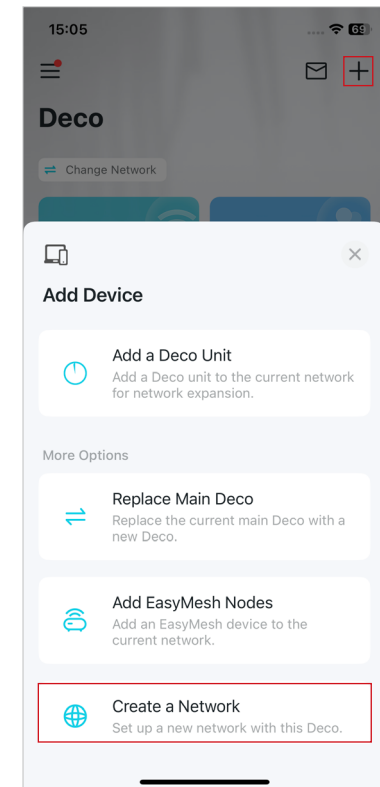 15:05
69
Deco
Change Network
Add Device
Add a Deco Unit
Add a Deco unit to the current network
for network expansion.
More Options
Replace Main Deco
Replace the current main Deco with a
new Deco.
Add EasyMesh Nodes
Add an EasyMesh device to the
current network.
Create a Network
Set up a new network with this Deco.